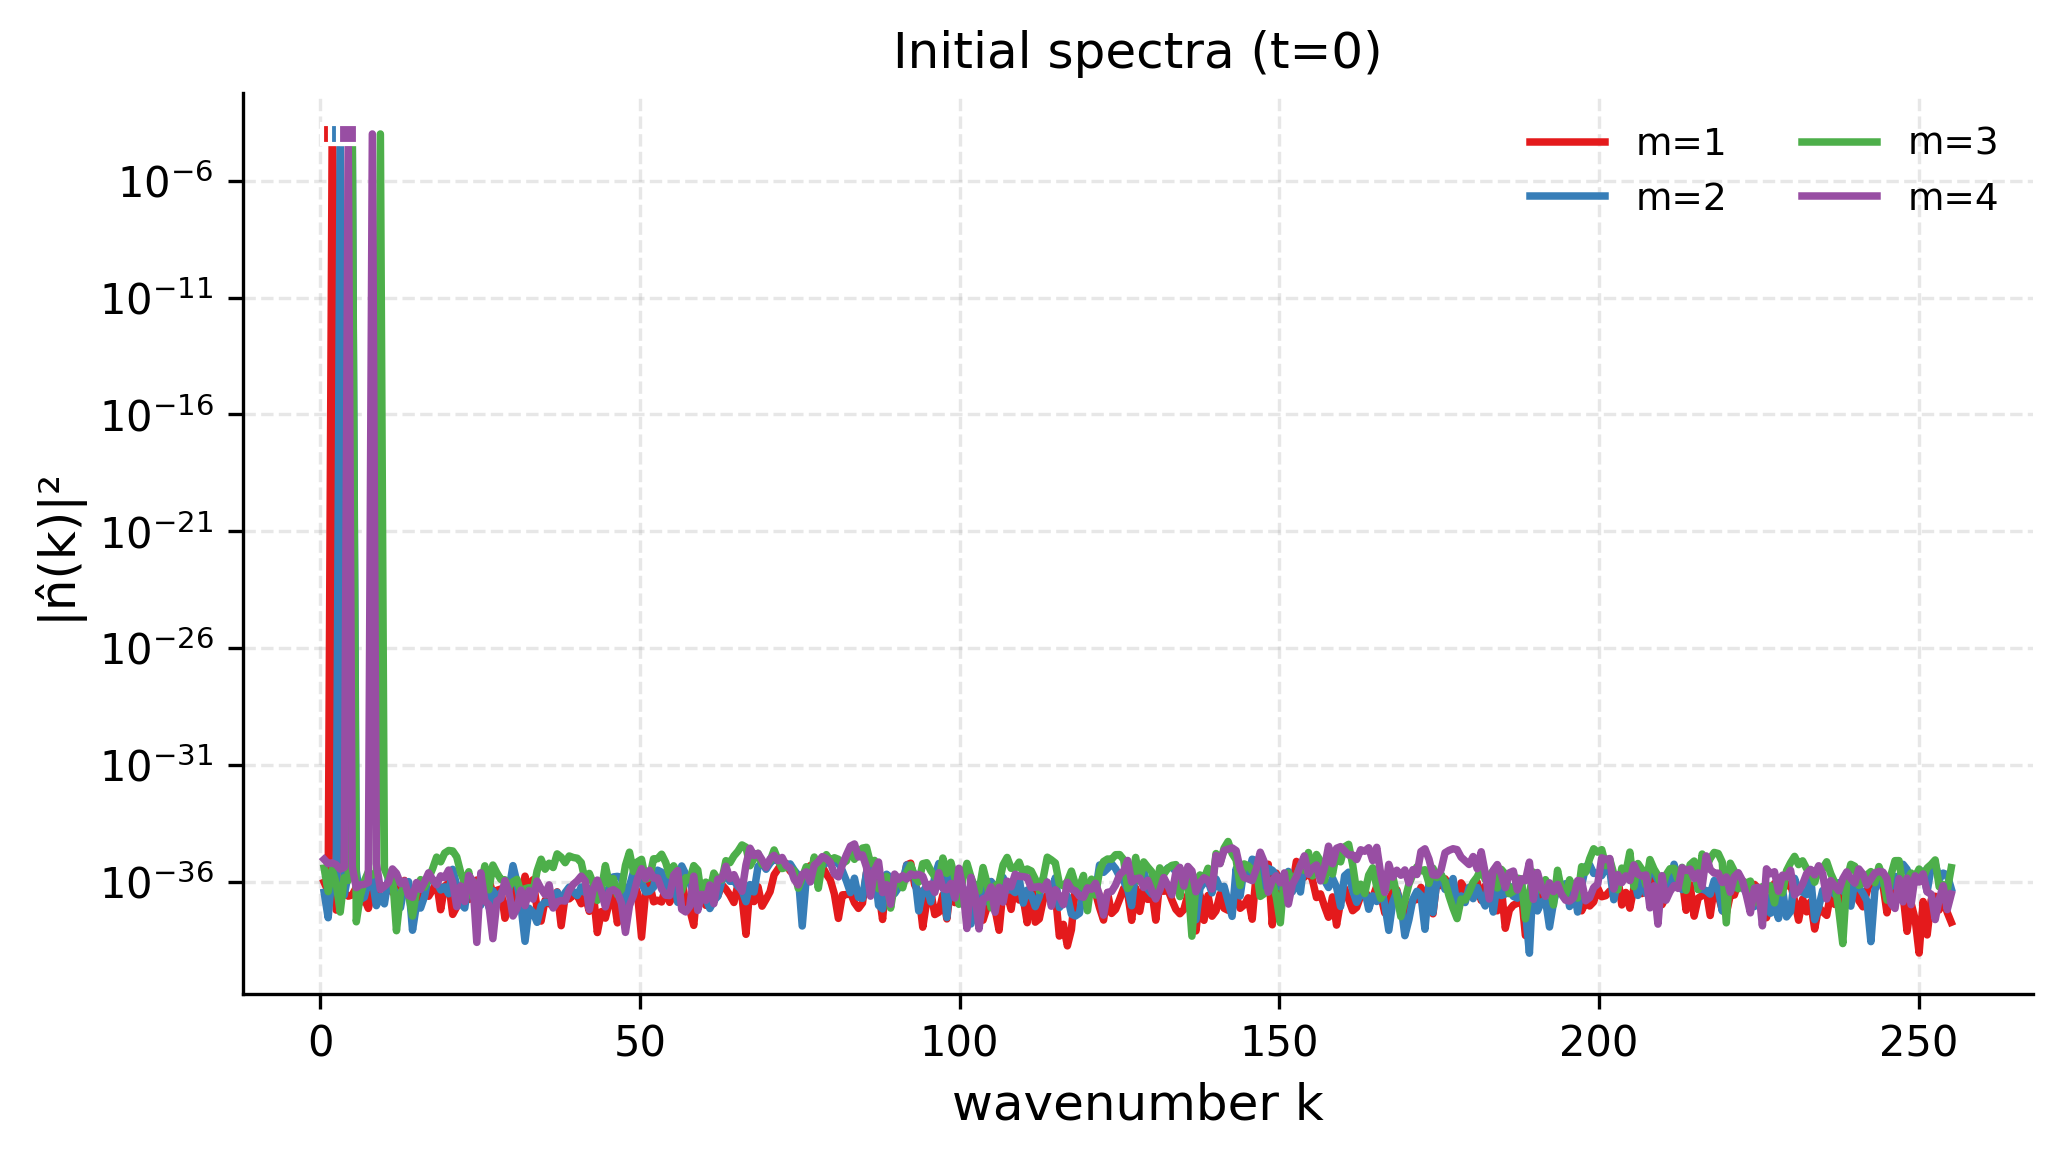 Initial spectra (t=0)
m=1
m=2
m=3
m=4
|n̂(k)|²
10⁻⁶
10⁻¹¹
10⁻¹⁶
10⁻²¹
10⁻²⁶
10⁻³¹
10⁻³⁶
0 50 100 150 200 250
wavenumber k